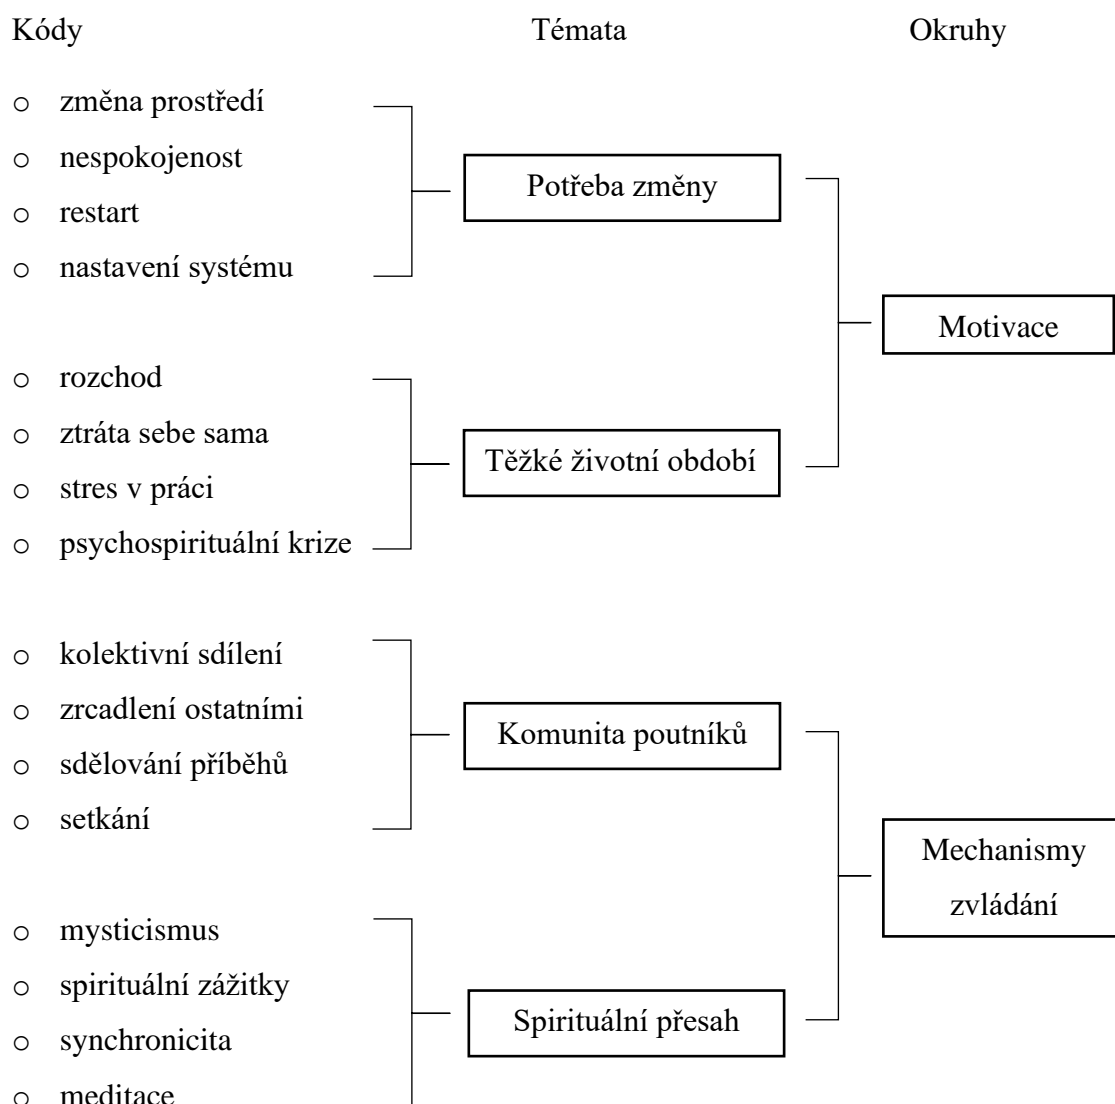 Kódy Témata Okruhy
změna prostředí
nespokojenost
restart
nastavení systému
Potřeba změny
rozchod
ztráta sebe sama
stres v práci
psychospirituální krize
Těžké životní období
Motivace
kolektivní sdílení
zrcadlení ostatními
sdělování příběhů
setkání
Komunita poutníků
mysticismus
spirituální zážitky
synchronicita
meditace
Spirituální přesah
Mechanismy
zvládání